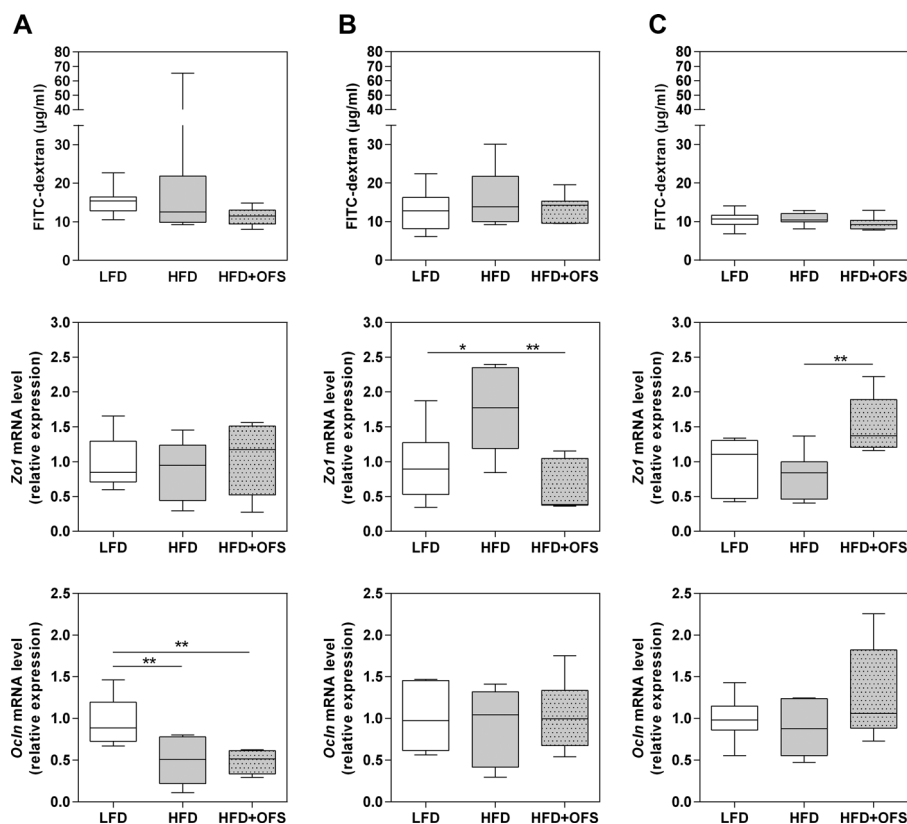 A
B
C
FITC-dextran (µg/ml)
80
70
60
50
40
30
20
10
0
LFD
HFD
HFD+OFS
FITC-dextran (µg/ml)
80
70
60
50
40
30
20
10
0
LFD
HFD
HFD+OFS
FITC-dextran (µg/ml)
80
70
60
50
40
30
20
10
0
LFD
HFD
HFD+OFS
Zo1 mRNA level
(relative expression)
3.0
2.5
2.0
1.5
1.0
0.5
0.0
LFD
HFD
HFD+OFS
Zo1 mRNA level
(relative expression)
3.0
2.5
2.0
1.5
1.0
0.5
0.0
*
**
LFD
HFD
HFD+OFS
Zo1 mRNA level
(relative expression)
3.0
2.5
2.0
1.5
1.0
0.5
0.0
**
LFD
HFD
HFD+OFS
Ocln mRNA level
(relative expression)
2.5
2.0
1.5
1.0
0.5
0.0
**
**
LFD
HFD
HFD+OFS
Ocln mRNA level
(relative expression)
2.5
2.0
1.5
1.0
0.5
0.0
LFD
HFD
HFD+OFS
Ocln mRNA level
(relative expression)
2.5
2.0
1.5
1.0
0.5
0.0
LFD
HFD
HFD+OFS